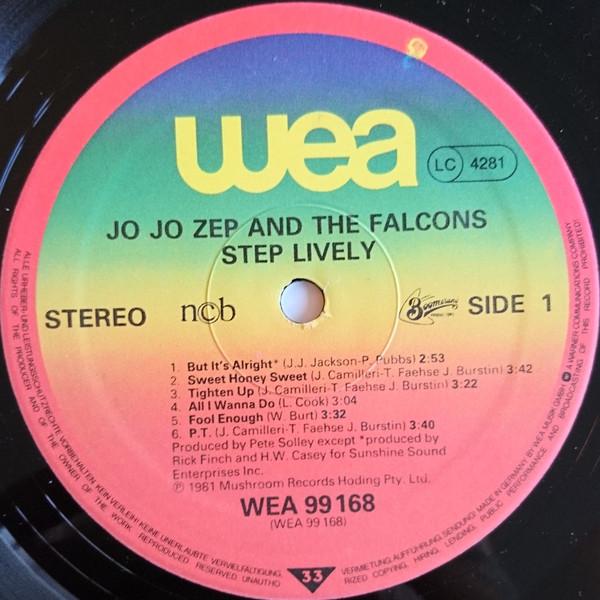 wea
LC 4281
JO JO ZEP AND THE FALCONS
STEP LIVELY
STEREO n©b Boomerang SIDE 1
1. But It's Alright* (J.J. Jackson-P. Pubbs) 2:53
2. Sweet Honey Sweet (J. Camilleri-T. Faehse J. Burstin) 3:42
3. Tighten Up (J. Camilleri-T. Faehse J. Burstin) 3:22
4. All I Wanna Do (L. Cook) 3:04
5. Fool Enough (W. Burt) 3:32
6. P.T. (J. Camilleri-T. Faehse J. Burstin) 3:40
Produced by Pete Solley except *produced by
Rick Finch and H.W. Casey for Sunshine Sound
Enterprises Inc.
℗ 1981 Mushroom Records Hoding Pty. Ltd.
WEA 99 168
(WEA 99 168)
33
ALLE URHEBER- UND LEISTUNGSSCHUTZRECHTE VORBEHALTEN. KEIN VERLEIH! KEINE UNERLAUBTE VERVIELFÄLTIGUNG,
VERMIETUNG, AUFFÜHRUNG, SENDUNG! MADE IN GERMANY BY WEA MUSIK GMBH A WARNER COMMUNICATIONS COMPANY
ALL RIGHTS OF THE PRODUCER AND OF THE OWNER OF THE WORK REPRODUCED RESERVED. UNAUTHO
RIZED COPYING, HIRING, LENDING, PUBLIC PERFORMANCE AND BROADCASTING OF THIS RECORD PROHIBITED!